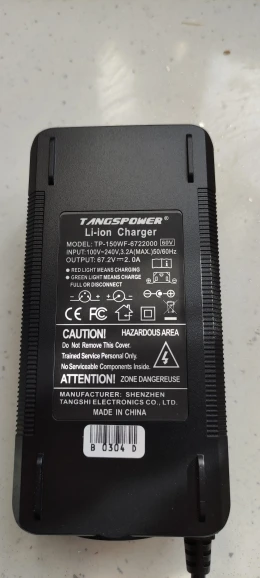 TANGSPOWER®
Li-ion Charger
MODEL: TP-150WF-6722000 60V
INPUT:100V~240V,3.2A(MAX.)50/60Hz
OUTPUT: 67.2V⎓2.0A
● RED LIGHT MEANS CHARGING
● GREEN LIGHT MEANS CHARGE
FULL OR DISCONNECT
CAUTION! HAZARDOUS AREA
Do Not Remove This Cover.
Trained Service Personal Only.
No Serviceable Components Inside.
ATTENTION! ZONE DANGEREUSE
MANUFACTURER: SHENZHEN
TANGSHI ELECTRONICS CO., LTD.
MADE IN CHINA
B 0304 D